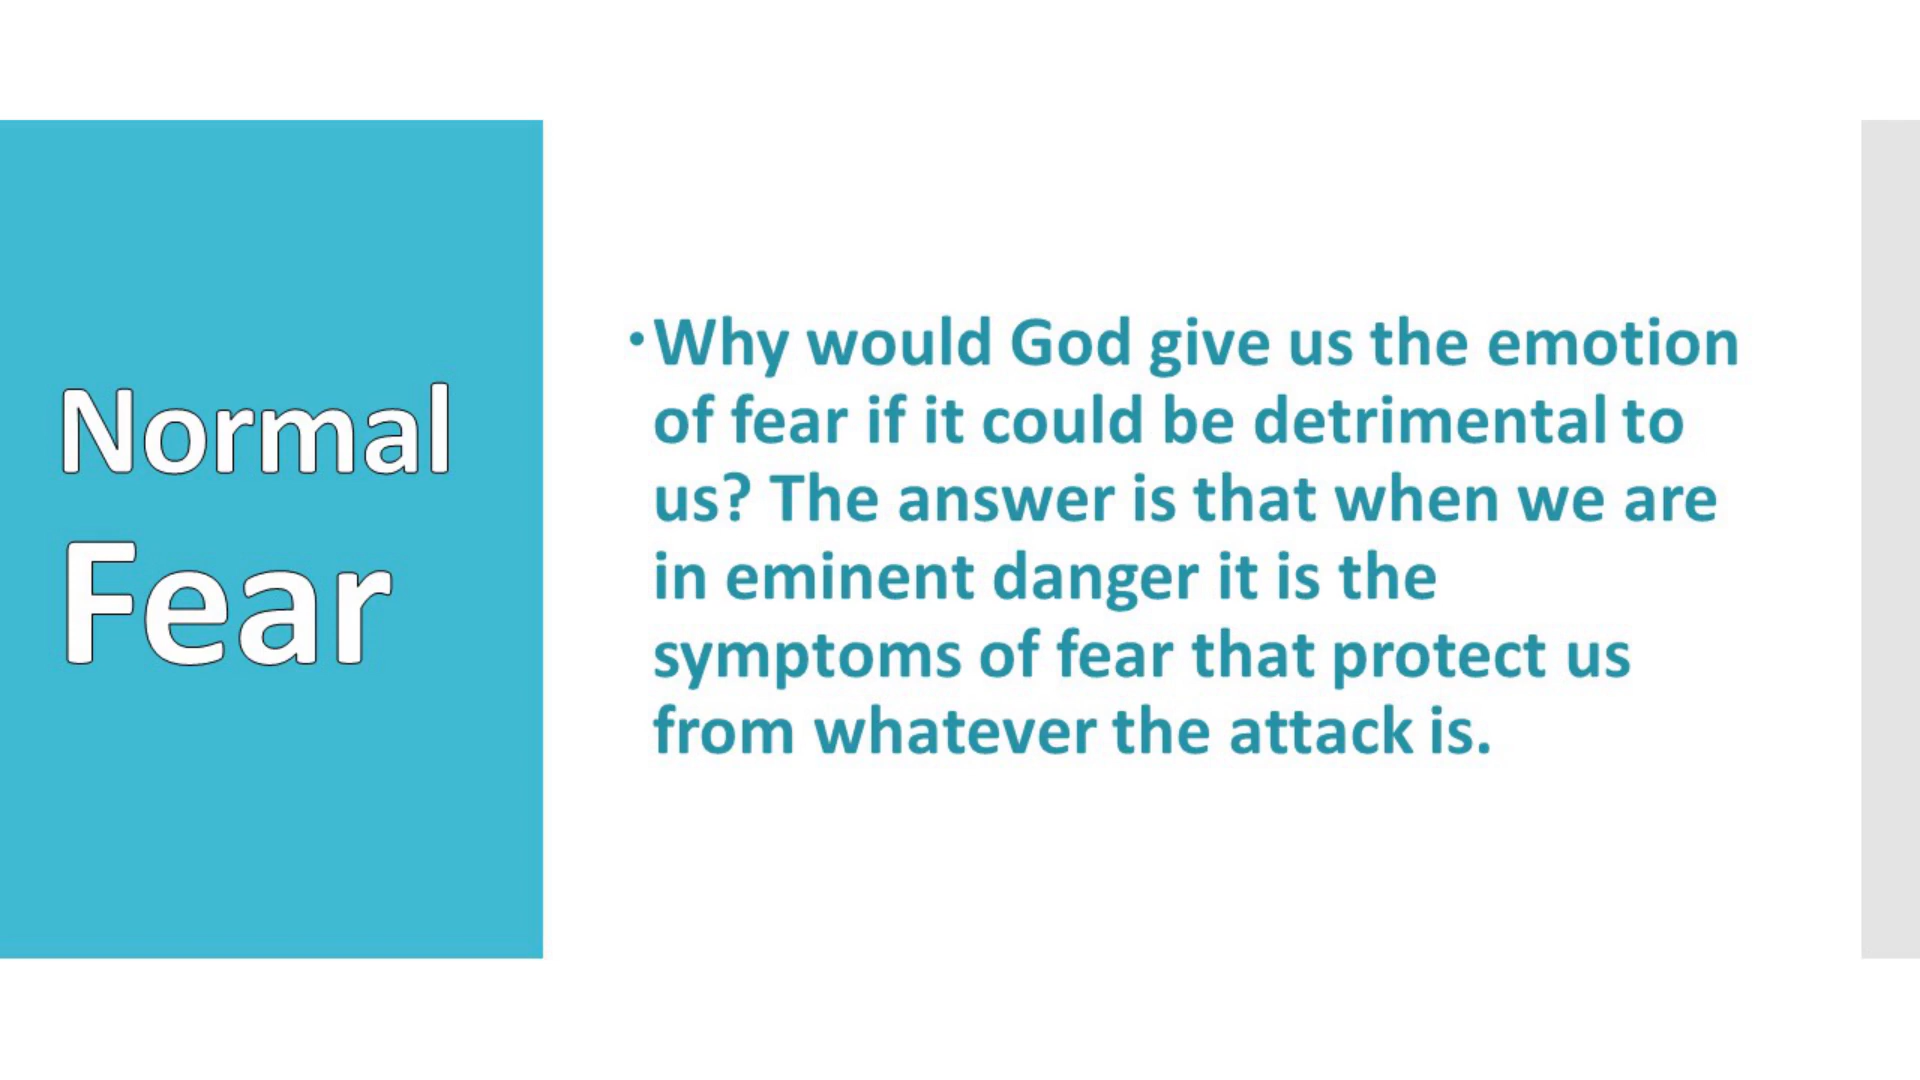 Normal
Fear
•Why would God give us the emotion
of fear if it could be detrimental to
us? The answer is that when we are
in eminent danger it is the
symptoms of fear that protect us
from whatever the attack is.